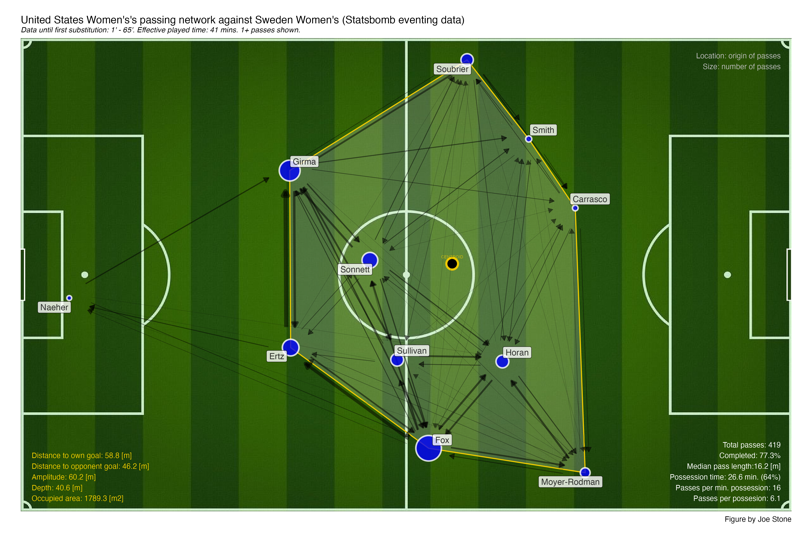 United States Women's's passing network against Sweden Women's (Statsbomb eventing data)
Data until first substitution: 1' - 65'. Effective played time: 41 mins. 1+ passes shown.
Location: origin of passes
Size: number of passes
Soubrier
Smith
Girma
Carrasco
Sonnett
Naeher
Ertz
Sullivan
Horan
Fox
Moyer-Rodman
Distance to own goal: 58.8 [m]
Distance to opponent goal: 46.2 [m]
Amplitude: 60.2 [m]
Depth: 40.6 [m]
Occupied area: 1789.3 [m2]
Total passes: 419
Completed: 77.3%
Median pass length:16.2 [m]
Possession time: 26.6 min. (64%)
Passes per min. possession: 16
Passes per possesion: 6.1
Figure by Joe Stone